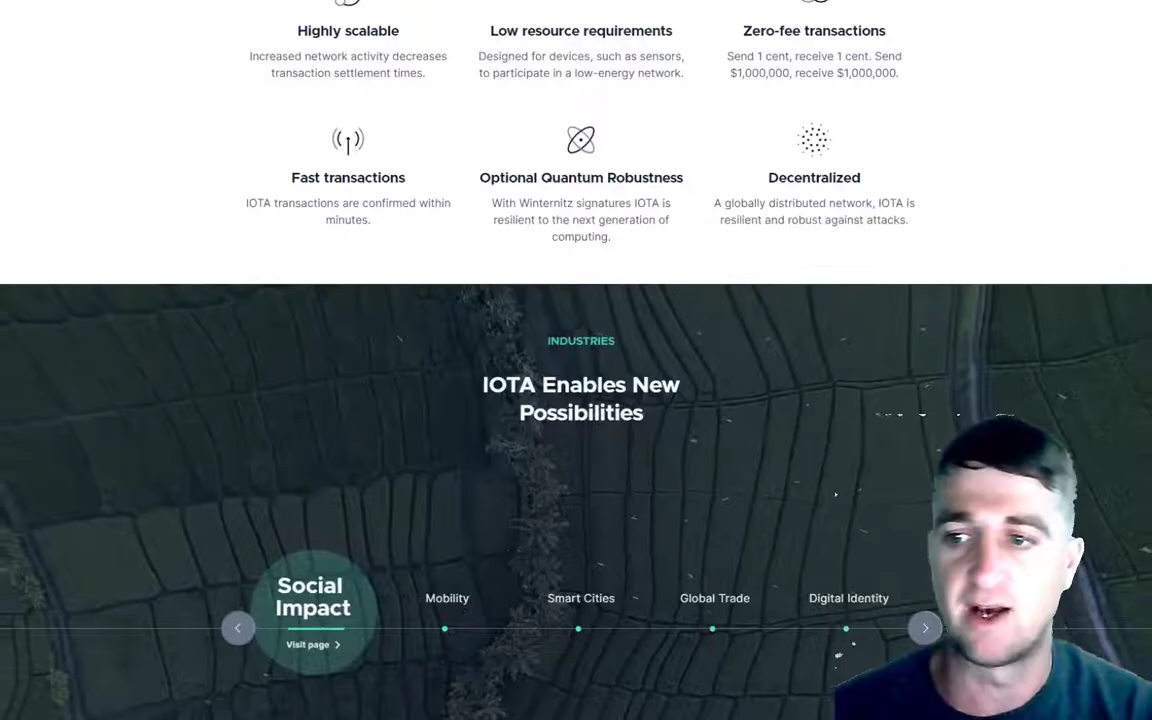 Highly scalable
Increased network activity decreases
transaction settlement times.
Low resource requirements
Designed for devices, such as sensors,
to participate in a low-energy network.
Zero-fee transactions
Send 1 cent, receive 1 cent. Send
$1,000,000, receive $1,000,000.
Fast transactions
IOTA transactions are confirmed within
minutes.
Optional Quantum Robustness
With Winternitz signatures IOTA is
resilient to the next generation of
computing.
Decentralized
A globally distributed network, IOTA is
resilient and robust against attacks.
INDUSTRIES
IOTA Enables New
Possibilities
Social
Impact
Visit page
Mobility
Smart Cities
Global Trade
Digital Identity